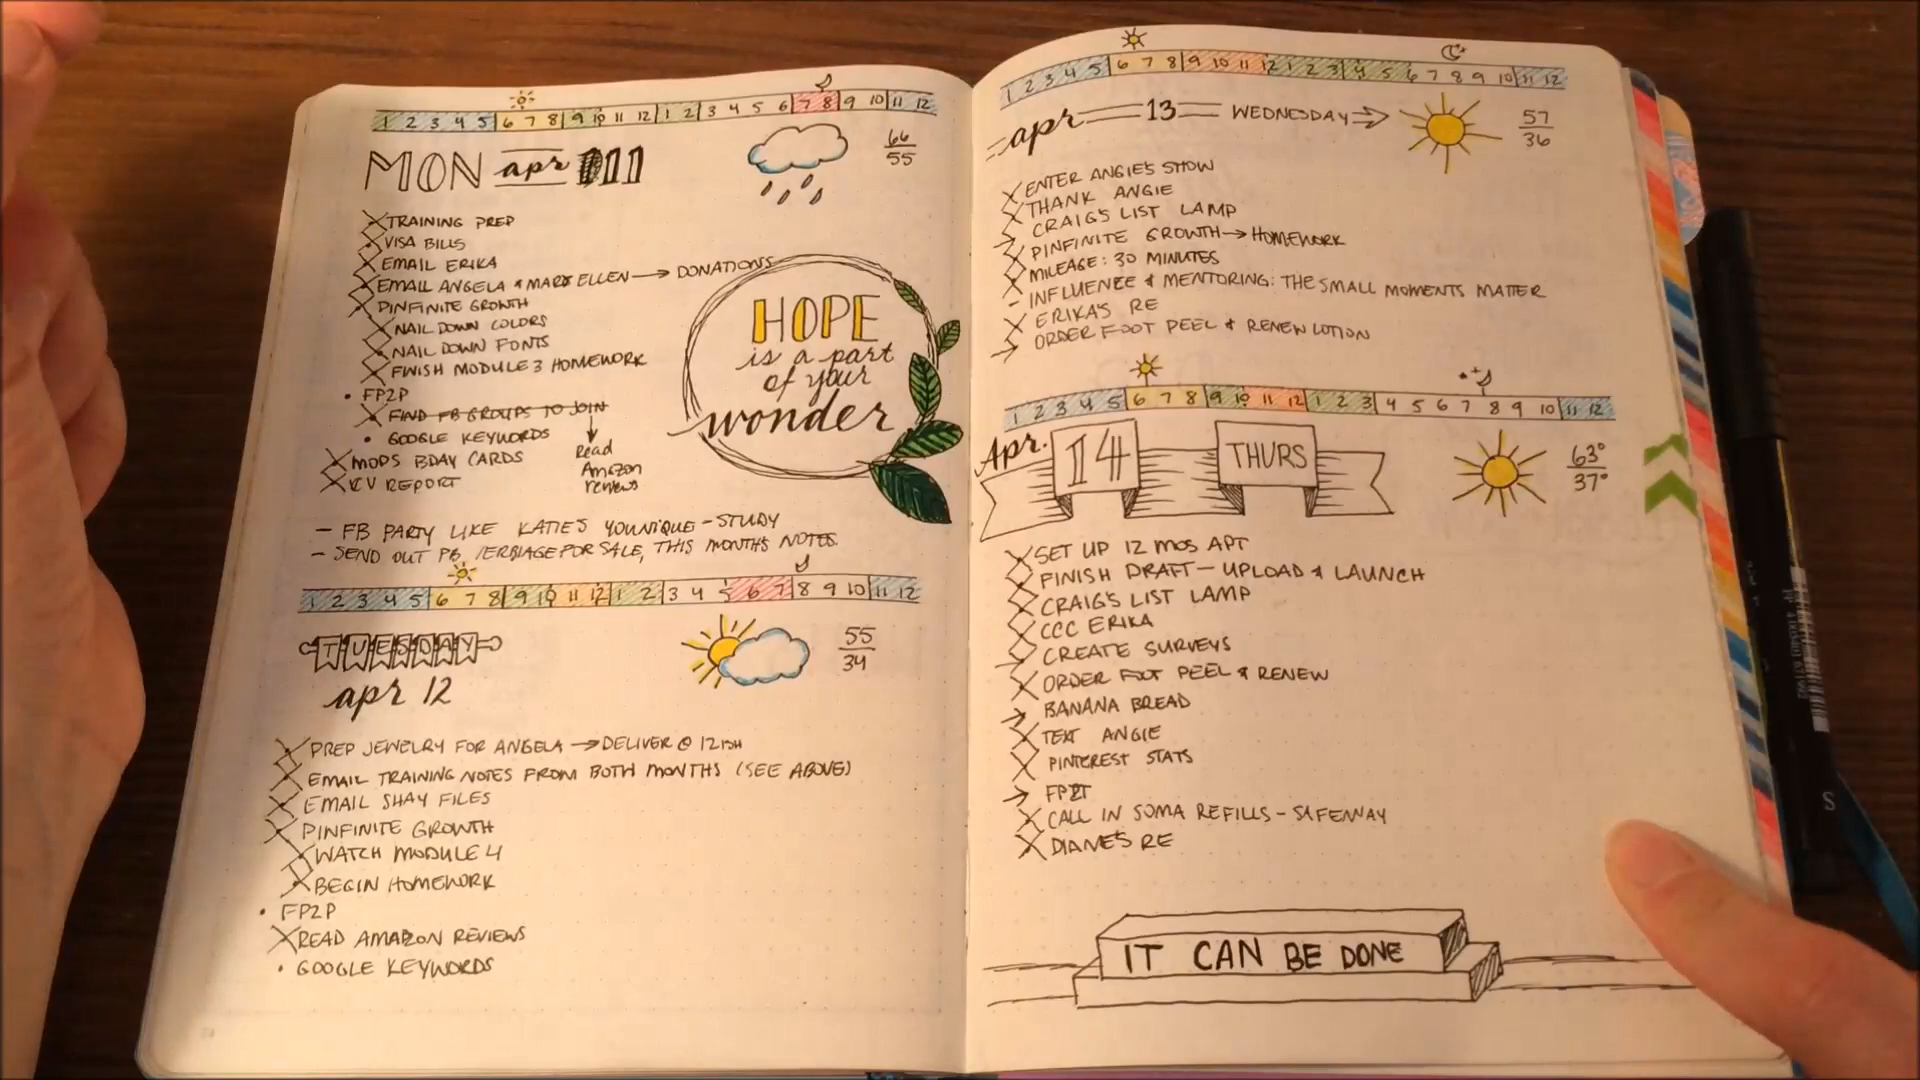 1 2 3 4 5 6 7 8 9 10 11 12 1 2 3 4 5 6 7 8 9 10 11 12
MON apr 11
66
55
X TRAINING PREP
X VISA BILLS
X EMAIL ERIKA
X EMAIL ANGELA & MARY ELLEN → DONATIONS
X PINFINITE GROWTH
X NAIL DOWN COLORS
X NAIL DOWN FONTS
X FINISH MODULE 3 HOMEWORK
• FP2P
X FIND FB GROUPS TO JOIN
• GOOGLE KEYWORDS
Read
Amazon
reviews
X MOD'S BDAY CARDS
X RV REPORT
HOPE
is a part
of your
wonder
– FB PARTY LIKE KATIE'S YOUNIQUE – STUDY
– SEND OUT FB VERBIAGE FOR SALE, THIS MONTH'S NOTES.
1 2 3 4 5 6 7 8 9 10 11 12 1 2 3 4 5 6 7 8 9 10 11 12
TUESDAY
apr 12
55
34
X PREP JEWELRY FOR ANGELA → DELIVER @ 12ISH
X EMAIL TRAINING NOTES FROM BOTH MONTHS (SEE ABOVE)
X EMAIL SHAY FILES
X PINFINITE GROWTH
X WATCH MODULE 4
X BEGIN HOMEWORK
• FP2P
X READ AMAZON REVIEWS
• GOOGLE KEYWORDS
1 2 3 4 5 6 7 8 9 10 11 12 1 2 3 4 5 6 7 8 9 10 11 12
apr 13 WEDNESDAY →
57
36
X ENTER ANGIE'S SHOW
X THANK ANGIE
→ CRAIG'S LIST LAMP
X PINFINITE GROWTH → HOMEWORK
X MILEAGE: 30 MINUTES
– INFLUENCE & MENTORING: THE SMALL MOMENTS MATTER
X ERIKA'S RE
→ ORDER FOOT PEEL & RENEW LOTION
1 2 3 4 5 6 7 8 9 10 11 12 1 2 3 4 5 6 7 8 9 10 11 12
Apr. 14 THURS
63°
37°
X SET UP 12 MOS APT
X FINISH DRAFT – UPLOAD & LAUNCH
X CRAIG'S LIST LAMP
X CCC ERIKA
→ CREATE SURVEYS
X ORDER FOOT PEEL & RENEW
→ BANANA BREAD
X TEXT ANGIE
X PINTEREST STATS
→
X CALL IN SOMA REFILLS – SAFEWAY
X DIANE'S RE
IT CAN BE DONE
S